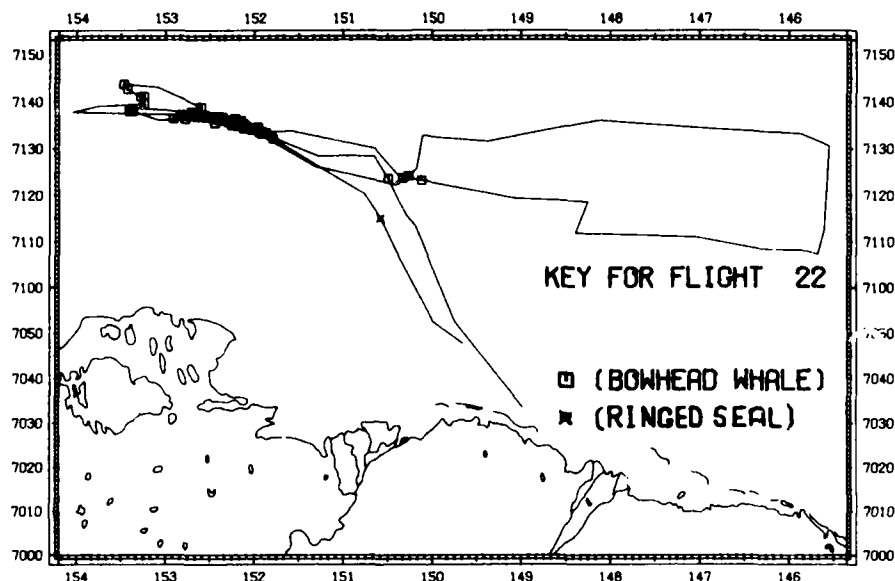 154 153 152 151 150 149 148 147 146
7150 7150
7140 7140
7130 7130
7120 7120
7110 7110
KEY FOR FLIGHT 22
7100 7100
7050 7050
7040 7040
(BOWHEAD WHALE)
7030 7030
(RINGED SEAL)
7020 7020
7010 7010
7000 7000
154 153 152 151 150 149 148 147 146